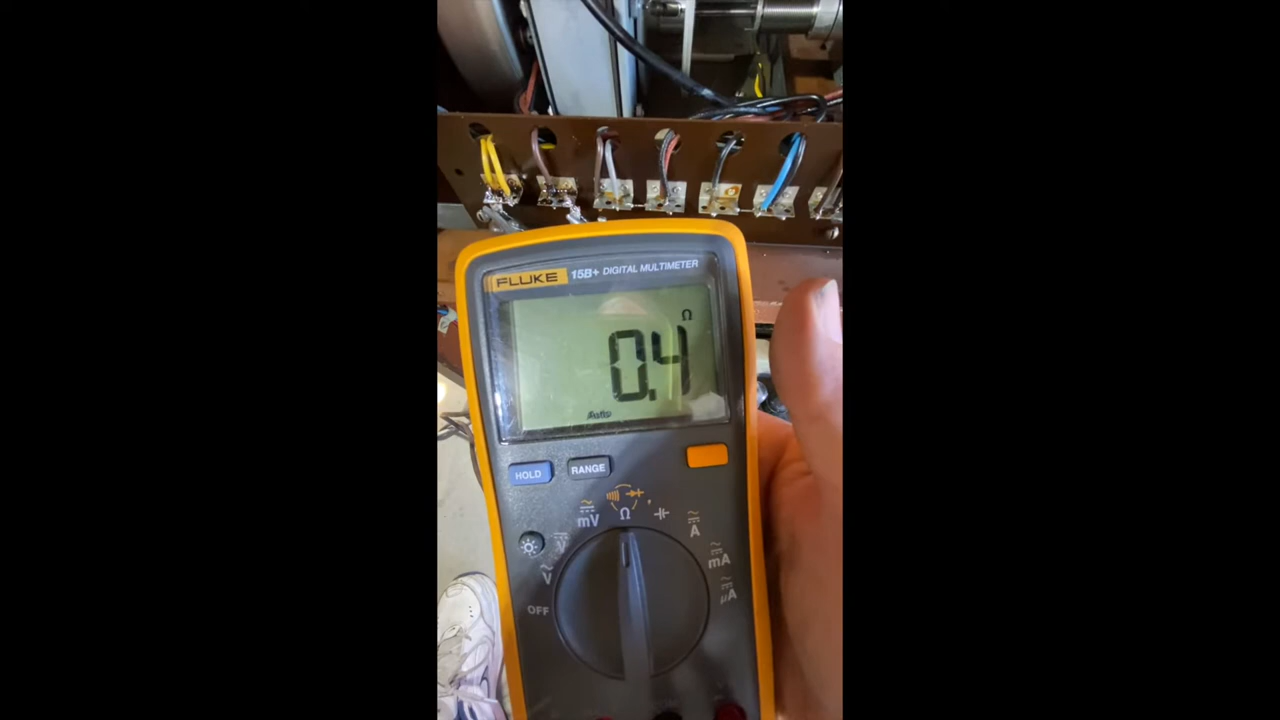 FLUKE 15B+ DIGITAL MULTIMETER
Ω
0.4
Auto
HOLD RANGE
mV Ω A
V mA
V μA
OFF